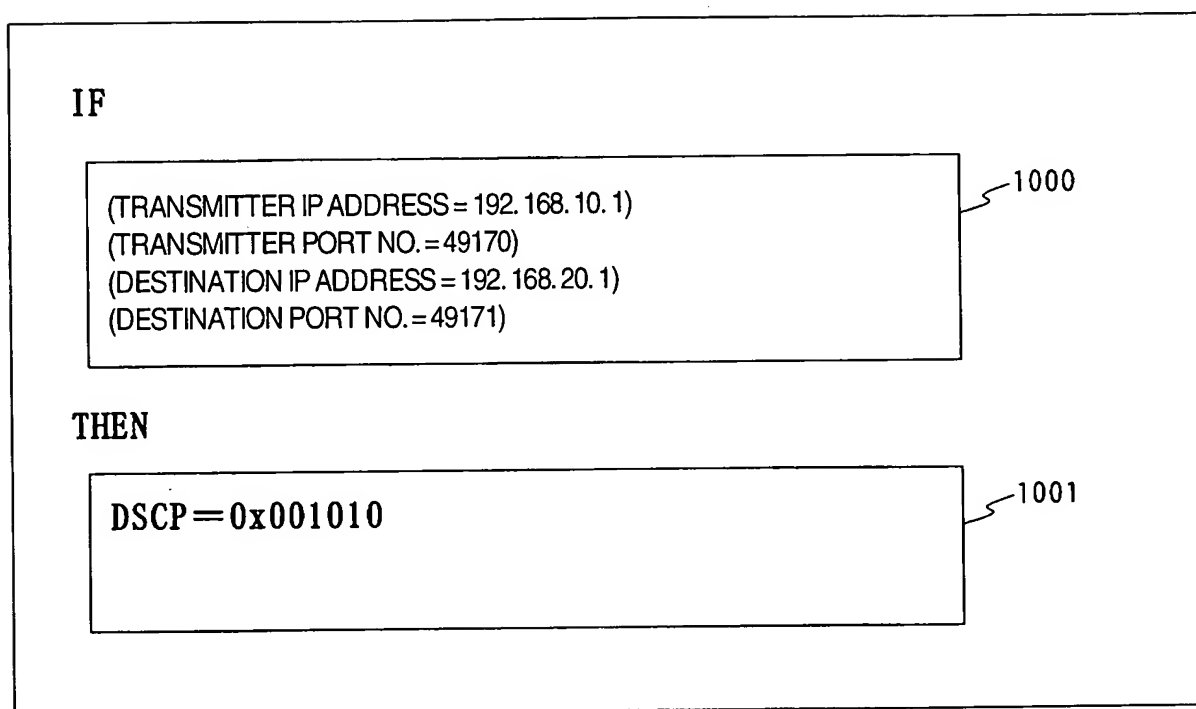 IF
(TRANSMITTER IP ADDRESS = 192. 168. 10. 1)
1000
(TRANSMITTER PORT NO. = 49170)
(DESTINATION IP ADDRESS = 192. 168. 20. 1)
(DESTINATION PORT NO. = 49171)
THEN
DSCP = 0x001010
1001